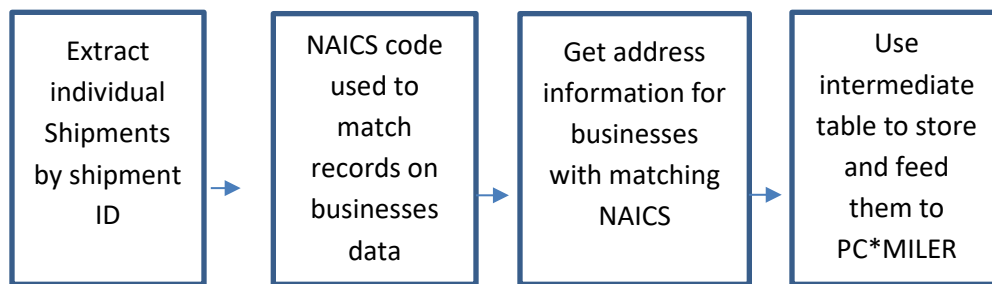 Extract
individual
Shipments
by shipment
ID
NAICS code
used to
match
records on
businesses
data
Get address
information for
businesses
with matching
NAICS
Use
intermediate
table to store
and feed
them to
PC*MILER